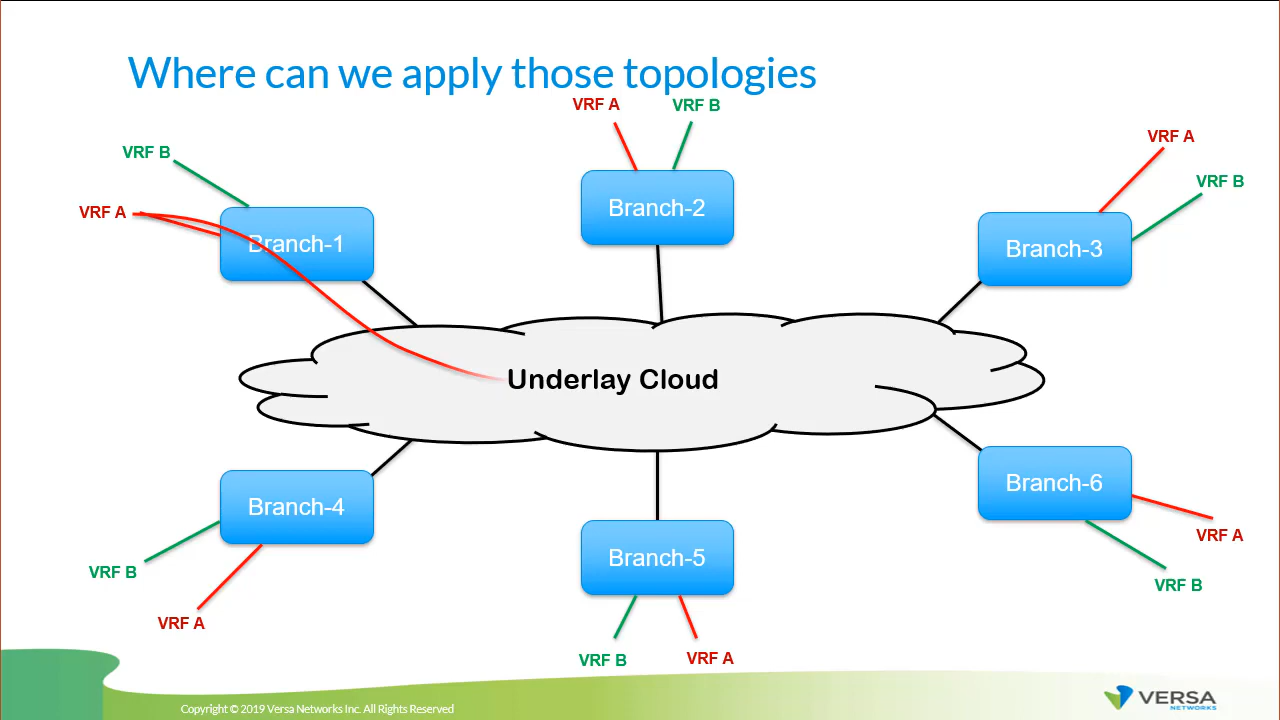 Where can we apply those topologies
VRF A
VRF B
VRF A
VRF B
VRF B
VRF A
Branch-1
Branch-2
Branch-3
Underlay Cloud
Branch-4
Branch-5
Branch-6
VRF B
VRF A
VRF B
VRF A
VRF A
VRF B
Copyright © 2019 Versa Networks Inc. All Rights Reserved
VERSA
NETWORKS